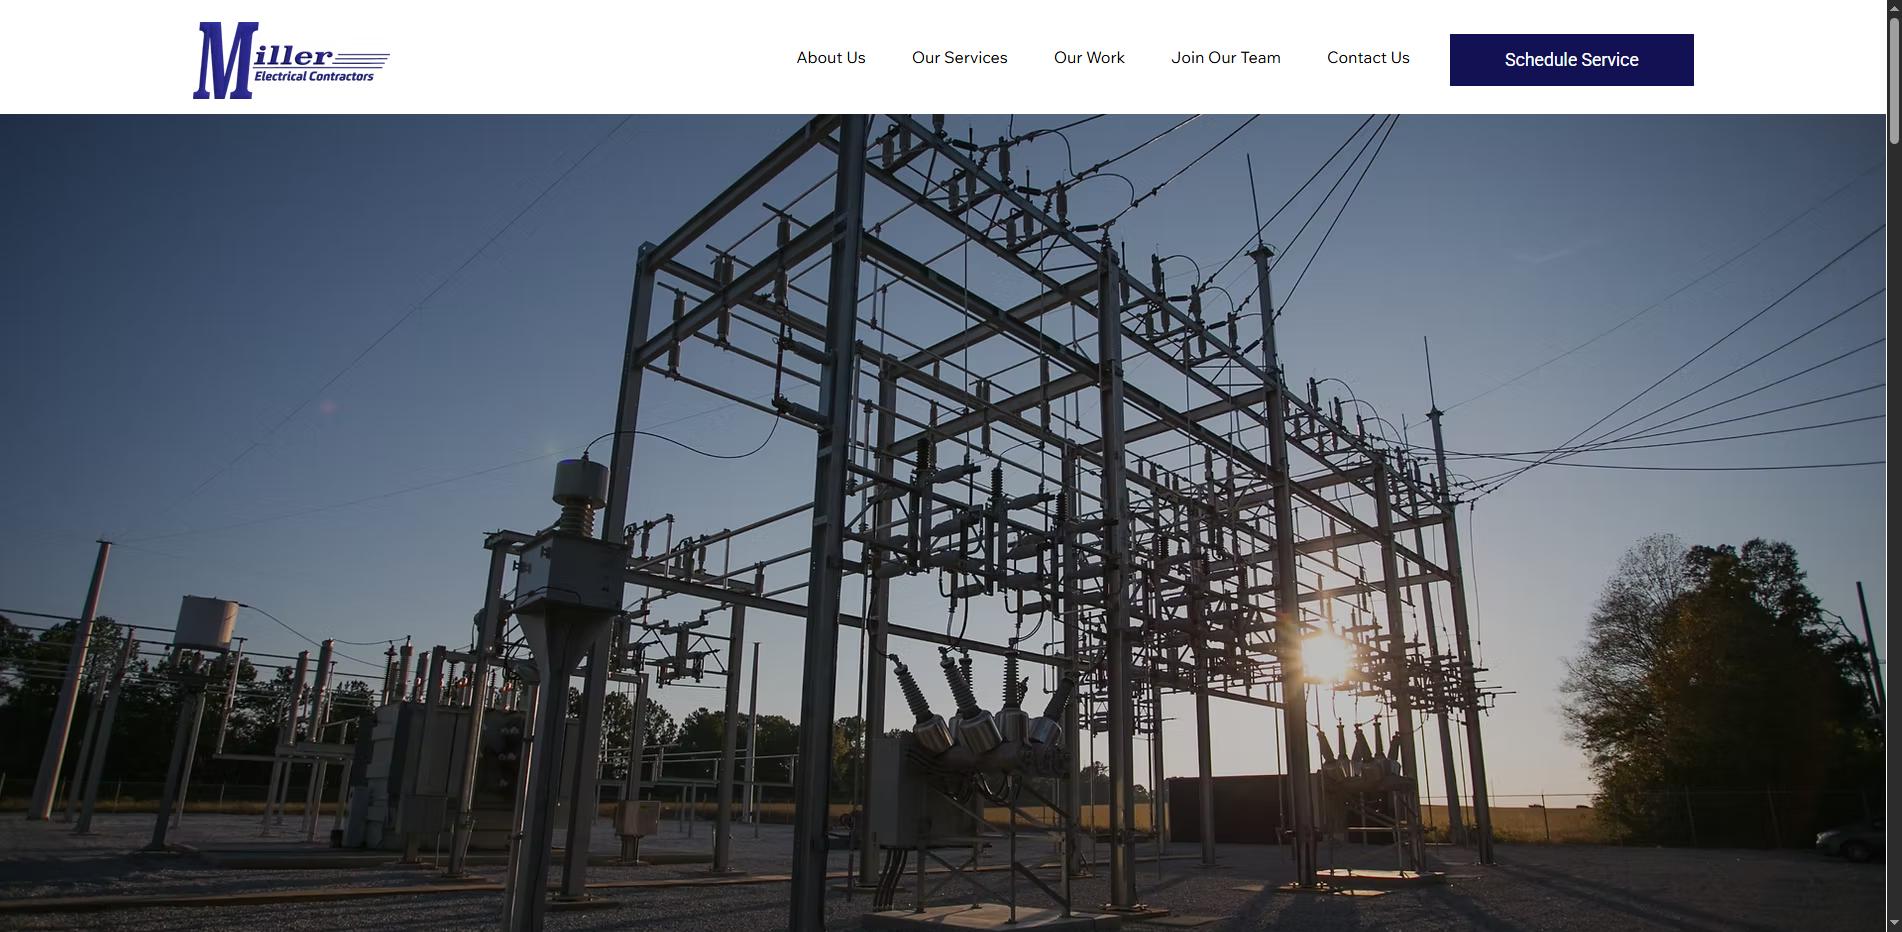 Miller
Electrical Contractors
About Us
Our Services
Our Work
Join Our Team
Contact Us
Schedule Service